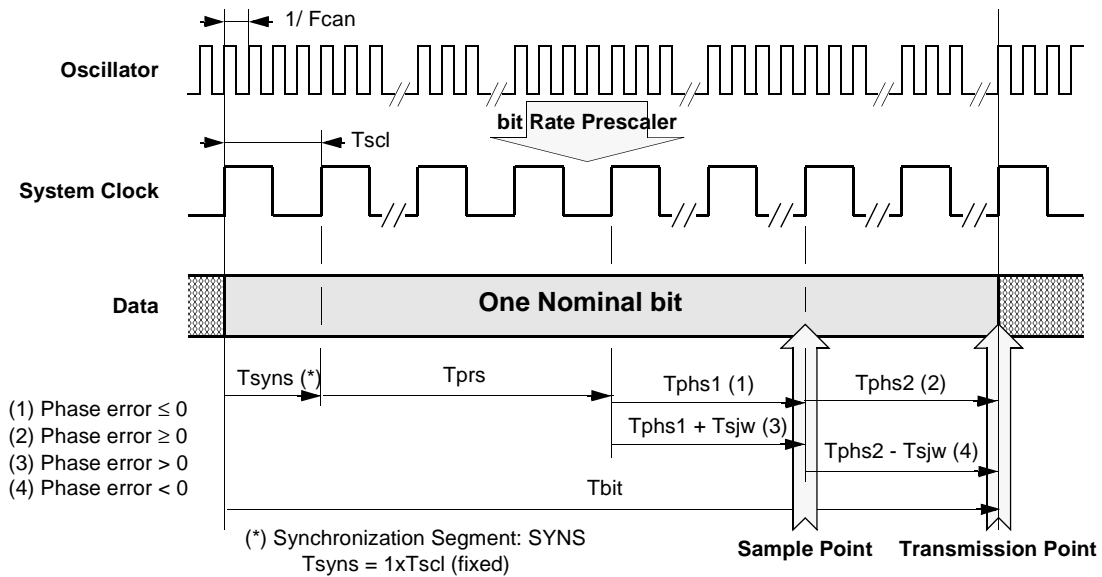 1/ Fcan
Oscillator
bit Rate Prescaler
Tscl
System Clock
Data
One Nominal bit
Tsyns (*)
Tprs
Tphs1 (1)
Tphs2 (2)
(1) Phase error ≤ 0
(2) Phase error ≥ 0
(3) Phase error > 0
(4) Phase error < 0
Tphs1 + Tsjw (3)
Tphs2 - Tsjw (4)
Tbit
(*) Synchronization Segment: SYNS
Tsyns = 1xTscl (fixed)
Sample Point
Transmission Point